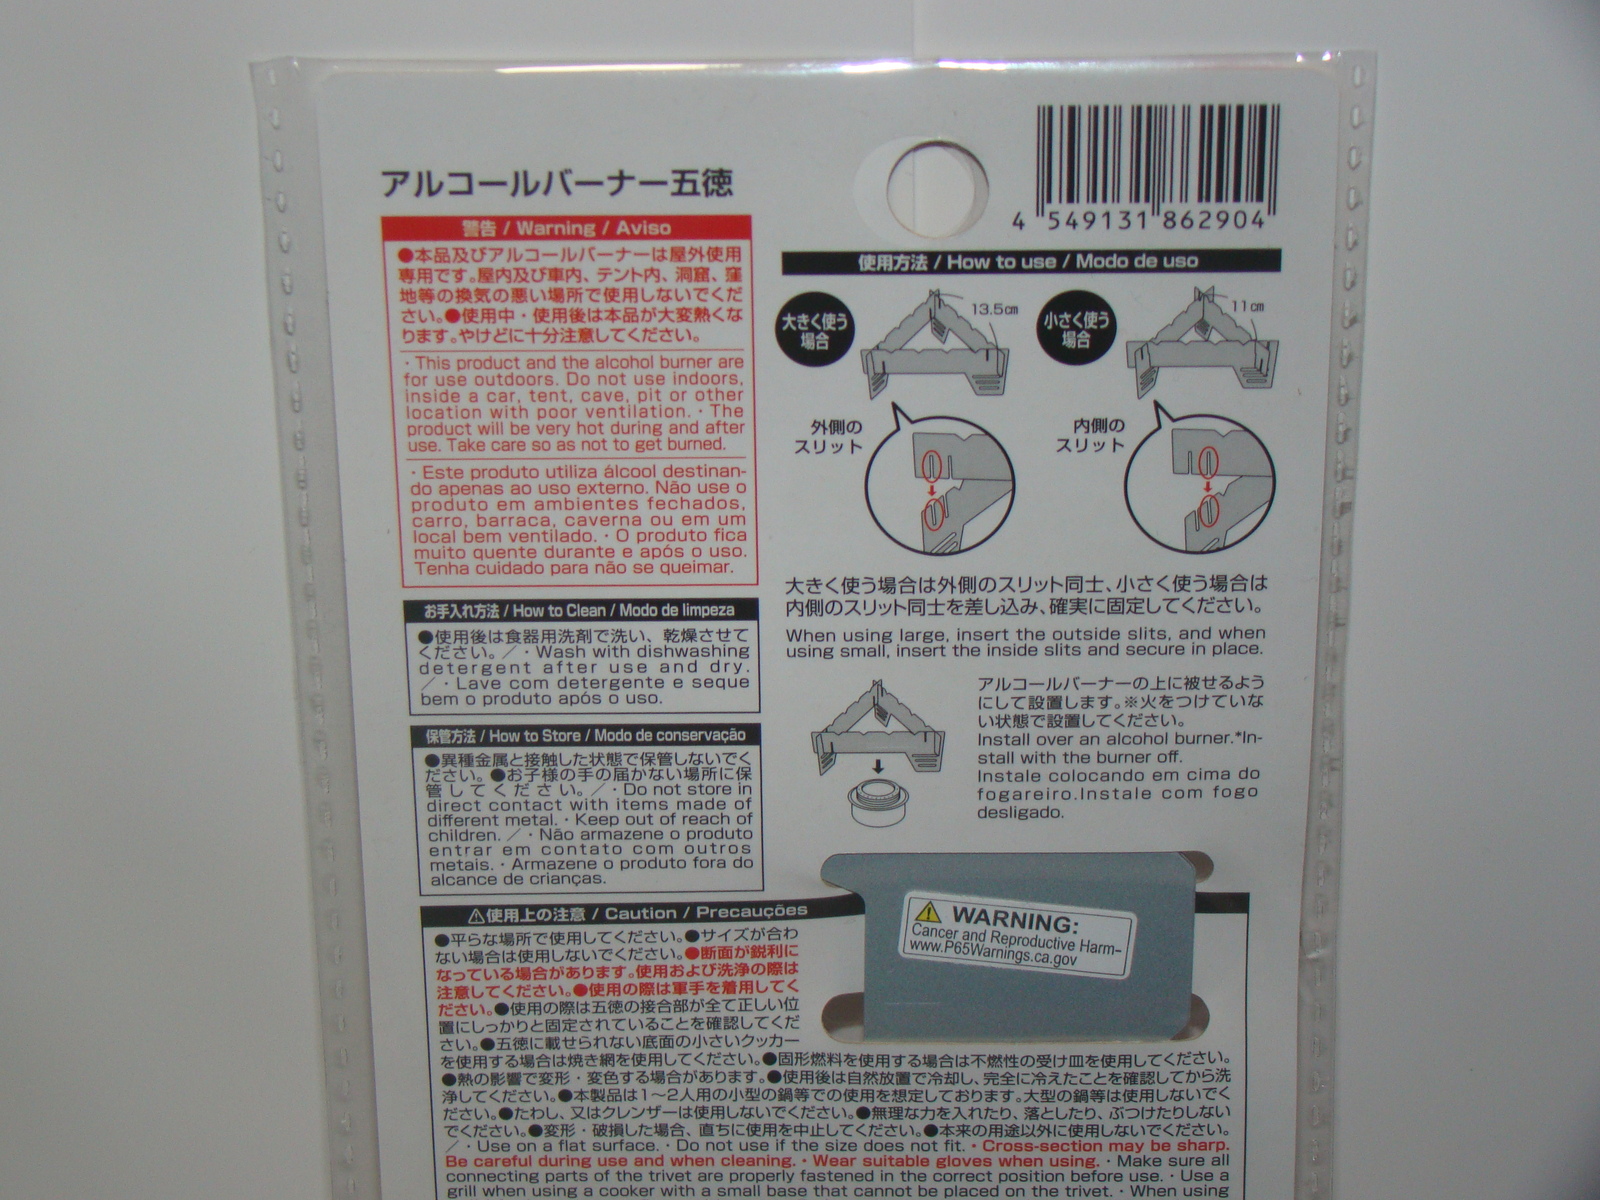 アルコールバーナー五徳
4 549131 862904
警告 / Warning / Aviso
●本品及びアルコールバーナーは屋外使用
専用です。屋内及び車内、テント内、洞窟、窪
地等の換気の悪い場所で使用しないでくだ
さい。●使用中・使用後は本品が大変熱くな
ります。やけどに十分注意してください。
・This product and the alcohol burner are
for use outdoors. Do not use indoors,
inside a car, tent, cave, pit or other
location with poor ventilation. ・The
product will be very hot during and after
use. Take care so as not to get burned.
・Este produto utiliza álcool destinan-
do apenas ao uso externo. Não use o
produto em ambientes fechados,
carro, barraca, caverna ou em um
local bem ventilado. ・O produto fica
muito quente durante e após o uso.
Tenha cuidado para não se queimar.
お手入れ方法 / How to Clean / Modo de limpeza
●使用後は食器用洗剤で洗い、乾燥させて
ください。／・Wash with dishwashing
detergent after use and dry.
／・Lave com detergente e seque
bem o produto após o uso.
保管方法 / How to Store / Modo de conservação
●異種金属と接触した状態で保管しないでく
ださい。●お子様の手の届かない場所に保
管してください。／・Do not store in
direct contact with items made of
different metal.・Keep out of reach of
children. ／・Não armazene o produto
entrar em contato com outros
metais.・Armazene o produto fora do
alcance de crianças.
使用方法 / How to use / Modo de uso
大きく使う
場合
13.5cm
小さく使う
場合
11cm
外側の
スリット
内側の
スリット
大きく使う場合は外側のスリット同士、小さく使う場合は
内側のスリット同士を差し込み、確実に固定してください。
When using large, insert the outside slits, and when
using small, insert the inside slits and secure in place.
アルコールバーナーの上に被せるよう
にして設置します。※火をつけていな
い状態で設置してください。
Install over an alcohol burner.*In-
stall with the burner off.
Instale colocando em cima do
fogareiro.Instale com fogo
desligado.
WARNING:
Cancer and Reproductive Harm-
www.P65Warnings.ca.gov
⚠使用上の注意 / Caution / Precauções
●平らな場所で使用してください。●サイズが合わ
ない場合は使用しないでください。●断面が鋭利に
なっている場合があります。使用および洗浄の際は
注意してください。●使用の際は軍手を着用してく
ださい。●使用の際は五徳の接合部が全て正しい位
置にしっかりと固定されていることを確認してくだ
さい。●五徳に載せられない底面の小さいクッカー
を使用する場合は焼き網を使用してください。●固形燃料を使用する場合は不燃性の受け皿を使用してください。
●熱の影響で変形・変色する場合があります。●使用後は自然放置で冷却し、完全に冷えたことを確認してから洗
浄してください。●本製品は1～2人用の小型の鍋等での使用を想定しております。大型の鍋等は使用しないでく
ださい。●たわし、又はクレンザーは使用しないでください。●無理な力を入れたり、落としたり、ぶつけたりしない
でください。●変形・破損した場合、直ちに使用を中止してください。●本来の用途以外に使用しないでください。
／・Use on a flat surface.・Do not use if the size does not fit.・Cross-section may be sharp.
Be careful during use and when cleaning.・Wear suitable gloves when using.・Make sure all
connecting parts of the trivet are properly fastened in the correct position before use.・Use a
grill when using a cooker with a small base that cannot be placed on the trivet.・When using